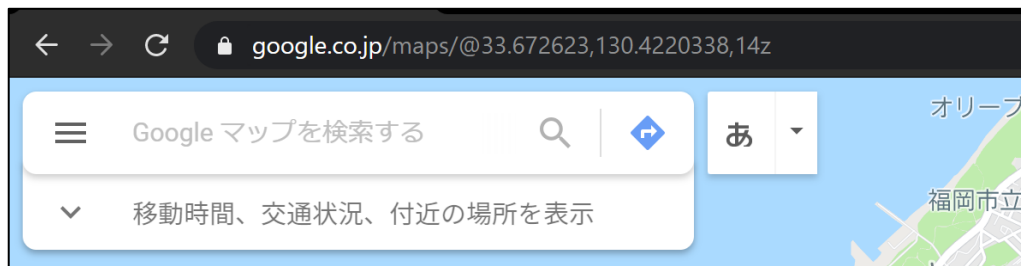 google.co.jp/maps/@33.672623,130.4220338,14z
Google マップを検索する
あ
オリーブ
移動時間、交通状況、付近の場所を表示
福岡市立